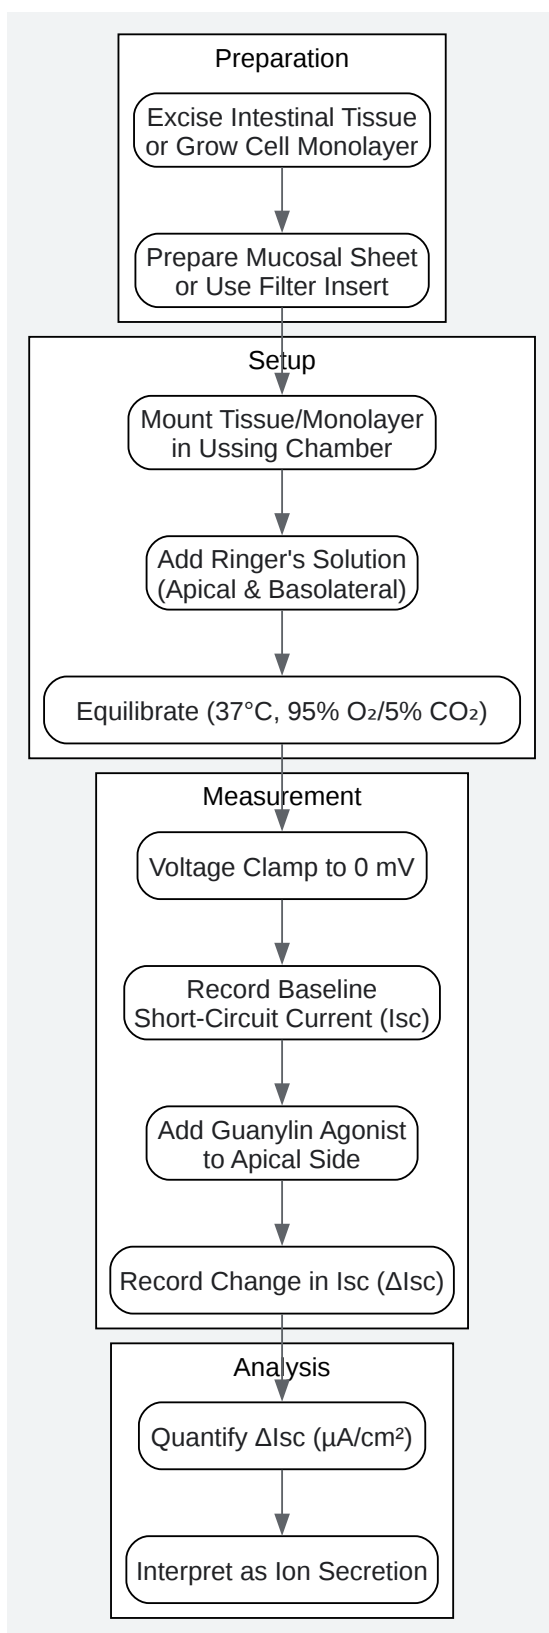 Preparation
Excise Intestinal Tissue
or Grow Cell Monolayer
Prepare Mucosal Sheet
or Use Filter Insert
Setup
Mount Tissue/Monolayer
in Ussing Chamber
Add Ringer's Solution
(Apical & Basolateral)
Equilibrate (37°C, 95% O₂/5% CO₂)
Measurement
Voltage Clamp to 0 mV
Record Baseline
Short-Circuit Current (Isc)
Add Guanylin Agonist
to Apical Side
Record Change in Isc (ΔIsc)
Analysis
Quantify ΔIsc (µA/cm²)
Interpret as Ion Secretion